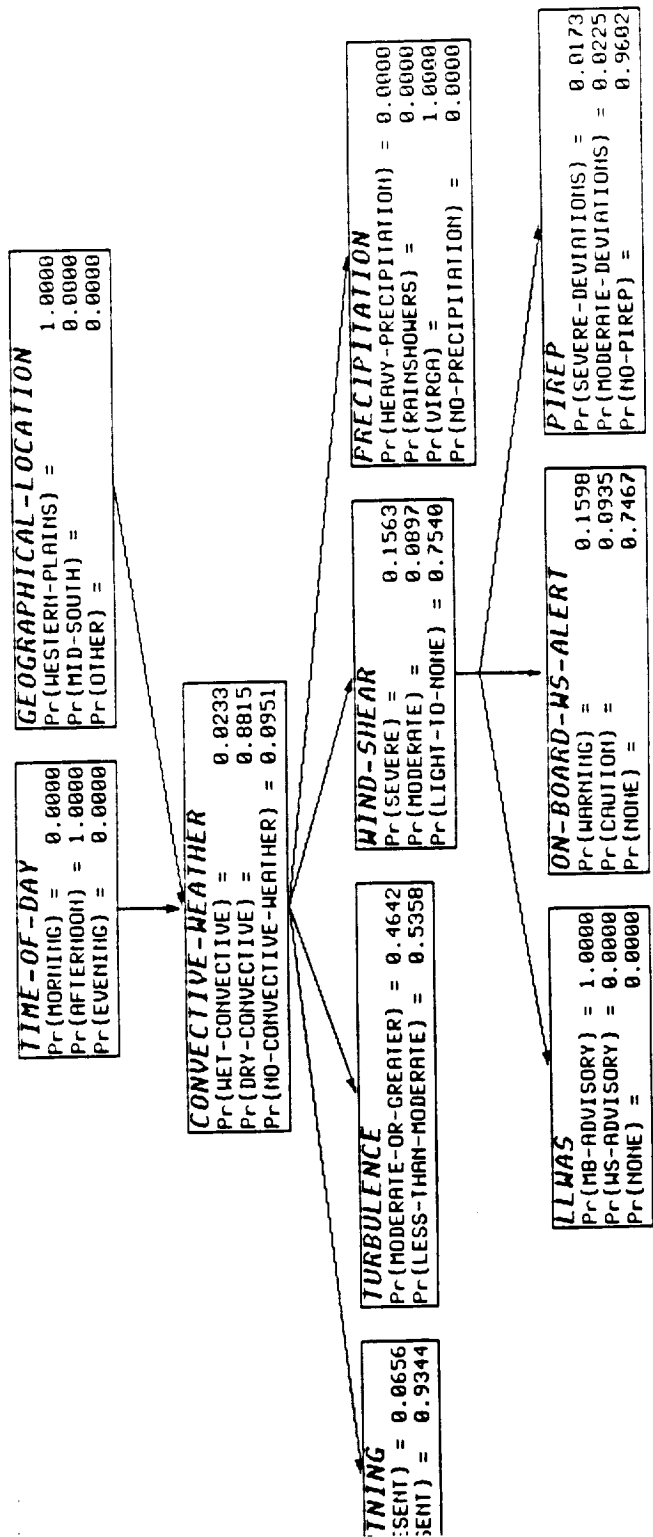 TIME-OF-DAY
Pr{MORNING} = 0.0000
Pr{AFTERNOON} = 1.0000
Pr{EVENING} = 0.0000
GEOGRAPHICAL-LOCATION
Pr{WESTERN-PLAINS} = 1.0000
Pr{MID-SOUTH} = 0.0000
Pr{OTHER} = 0.0000
CONVECTIVE-WEATHER
Pr{WET-CONVECTIVE} = 0.0233
Pr{DRY-CONVECTIVE} = 0.8815
Pr{NO-CONVECTIVE-WEATHER} = 0.0951
TNING
SENT} = 0.0656
SENT} = 0.9344
TURBULENCE
Pr{MODERATE-OR-GREATER} = 0.4642
Pr{LESS-THAN-MODERATE} = 0.5358
WIND-SHEAR
Pr{SEVERE} = 0.1563
Pr{MODERATE} = 0.0897
Pr{LIGHT-TO-NONE} = 0.7540
PRECIPITATION
Pr{HEAVY-PRECIPITATION} = 0.0000
Pr{RAINSHOWERS} = 0.0000
Pr{VIRGA} = 1.0000
Pr{NO-PRECIPITATION} = 0.0000
LLWAS
Pr{MB-ADVISORY} = 1.0000
Pr{WS-ADVISORY} = 0.0000
Pr{NONE} = 0.0000
ON-BOARD-WS-ALERT
Pr{WARNING} = 0.1598
Pr{CAUTION} = 0.0935
Pr{NONE} = 0.7467
PIREP
Pr{SEVERE-DEVIATIONS} = 0.0173
Pr{MODERATE-DEVIATIONS} = 0.0225
Pr{NO-PIREP} = 0.9602